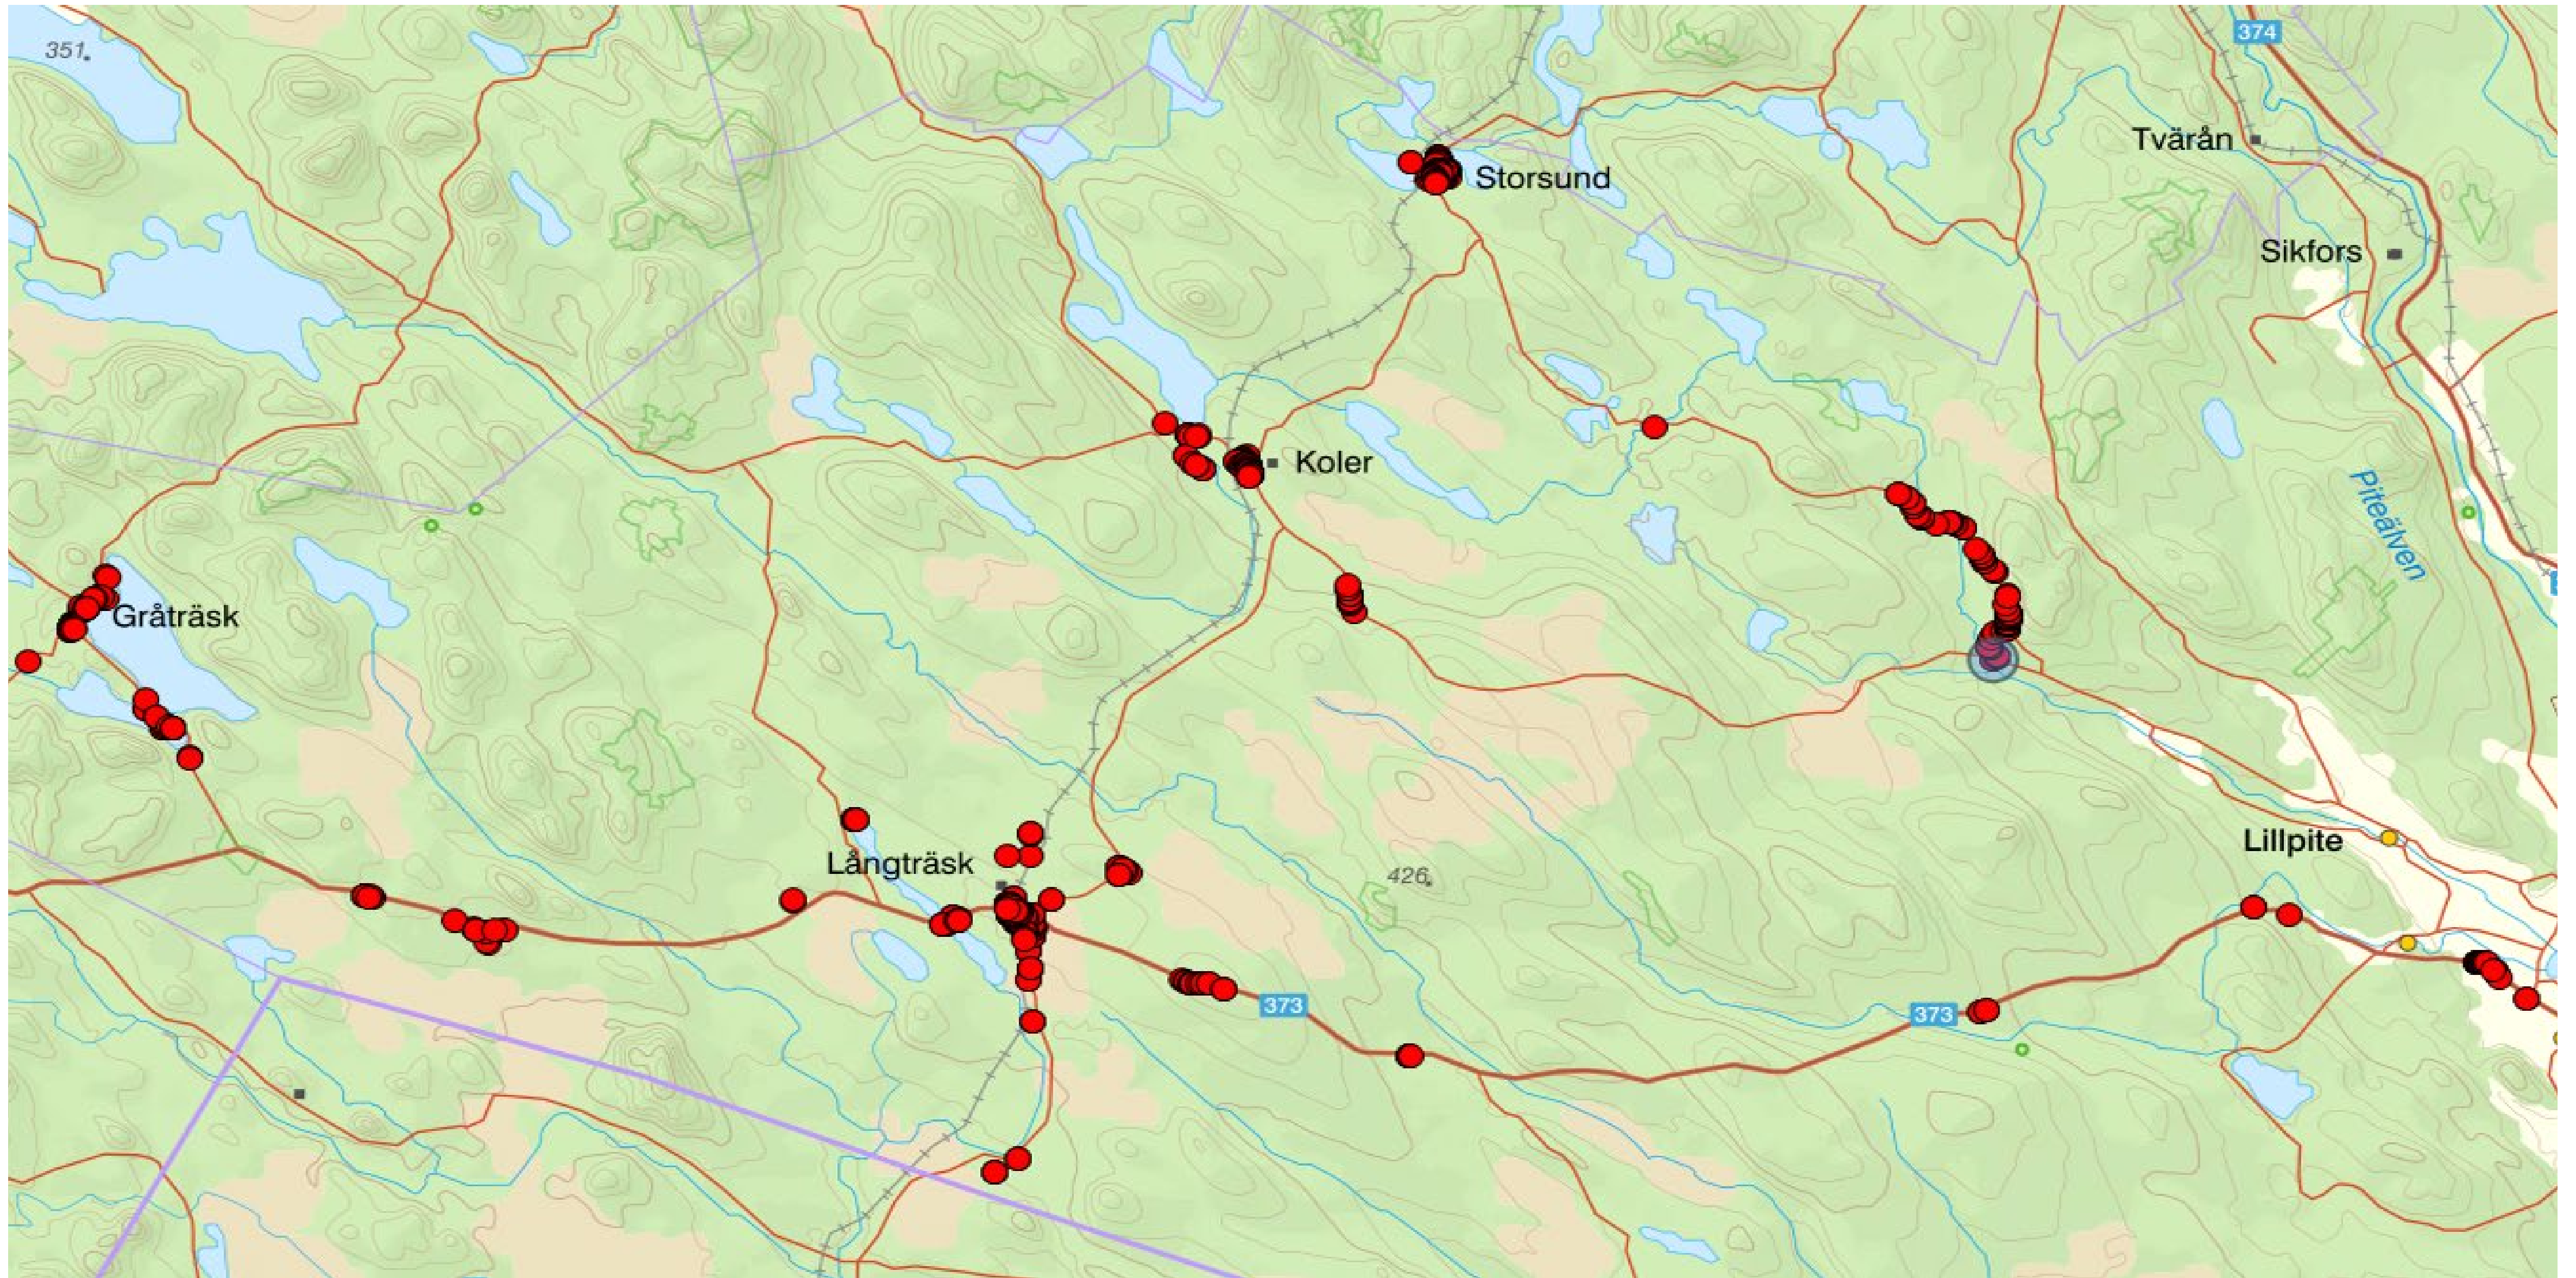 374
351
Tvärån
Storsund
Sikfors
Koler
Piteälven
Gråträsk
Lillpite
Långträsk
426
373
373